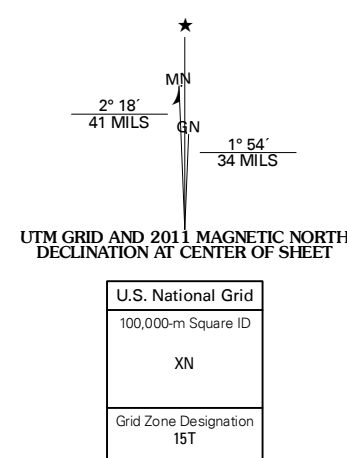 ★
MN
GN
2° 18´
41 MILS
1° 54´
34 MILS
UTM GRID AND 2011 MAGNETIC NORTH
DECLINATION AT CENTER OF SHEET
U.S. National Grid
100,000-m Square ID
XN
Grid Zone Designation
15T